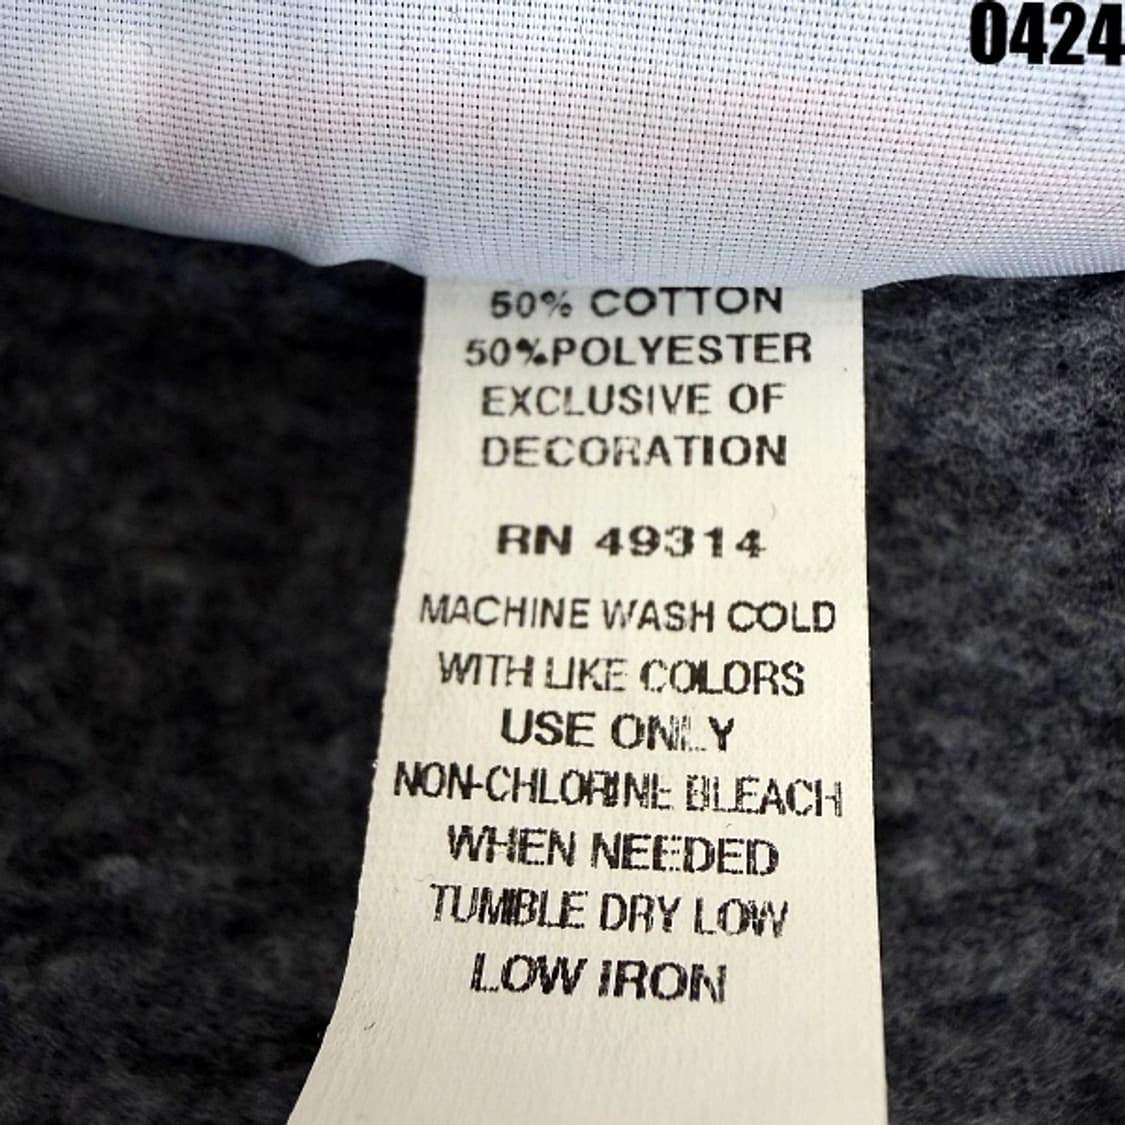 0424
50% COTTON
50%POLYESTER
EXCLUSIVE OF
DECORATION
RN 49314
MACHINE WASH COLD
WITH LIKE COLORS
USE ONLY
NON-CHLORINE BLEACH
WHEN NEEDED
TUMBLE DRY LOW
LOW IRON